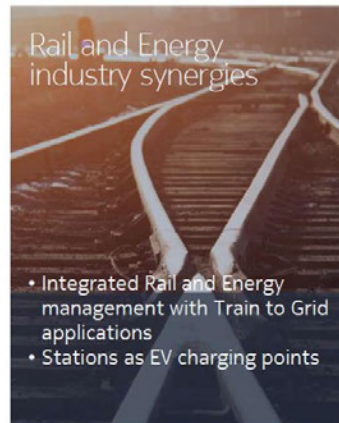 Rail and Energy
industry synergies
• Integrated Rail and Energy
management with Train to Grid
applications
• Stations as EV charging points